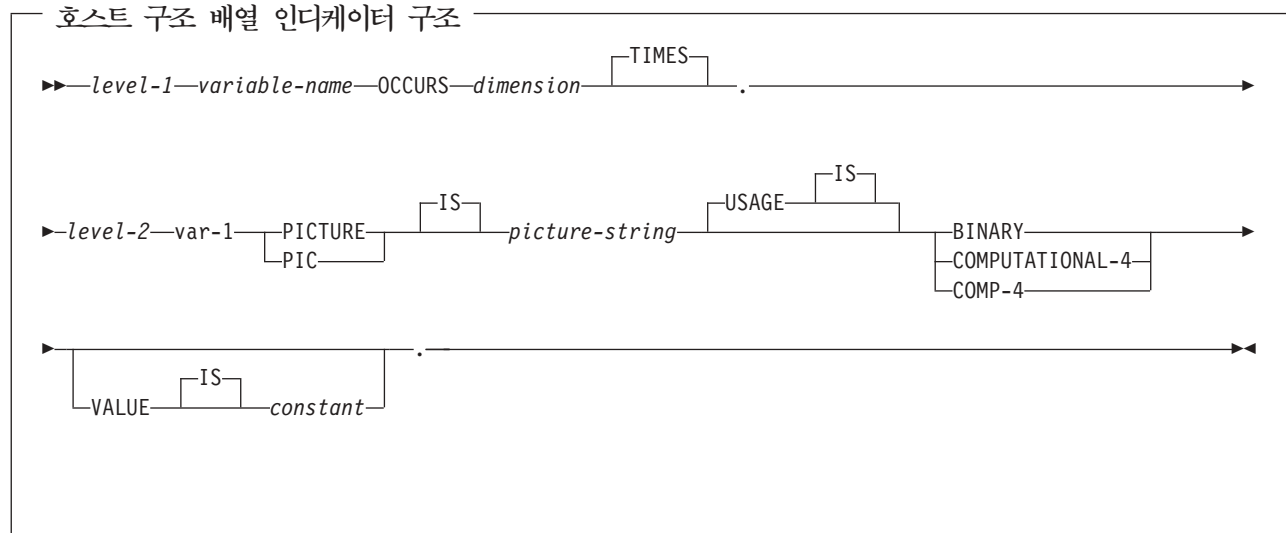 호스트 구조 배열 인디케이터 구조
TIMES
level-1 variable-name OCCURS dimension .
IS
IS USAGE
level-2 var-1 PICTURE picture-string BINARY
PIC COMPUTATIONAL-4
COMP-4
.
IS
VALUE constant